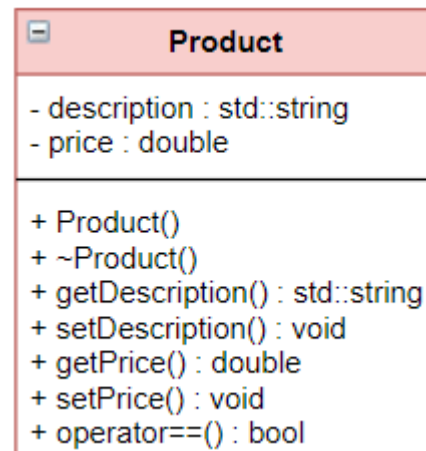 Product
- description : std::string
- price : double
+ Product()
+ ~Product()
+ getDescription() : std::string
+ setDescription() : void
+ getPrice() : double
+ setPrice() : void
+ operator==() : bool